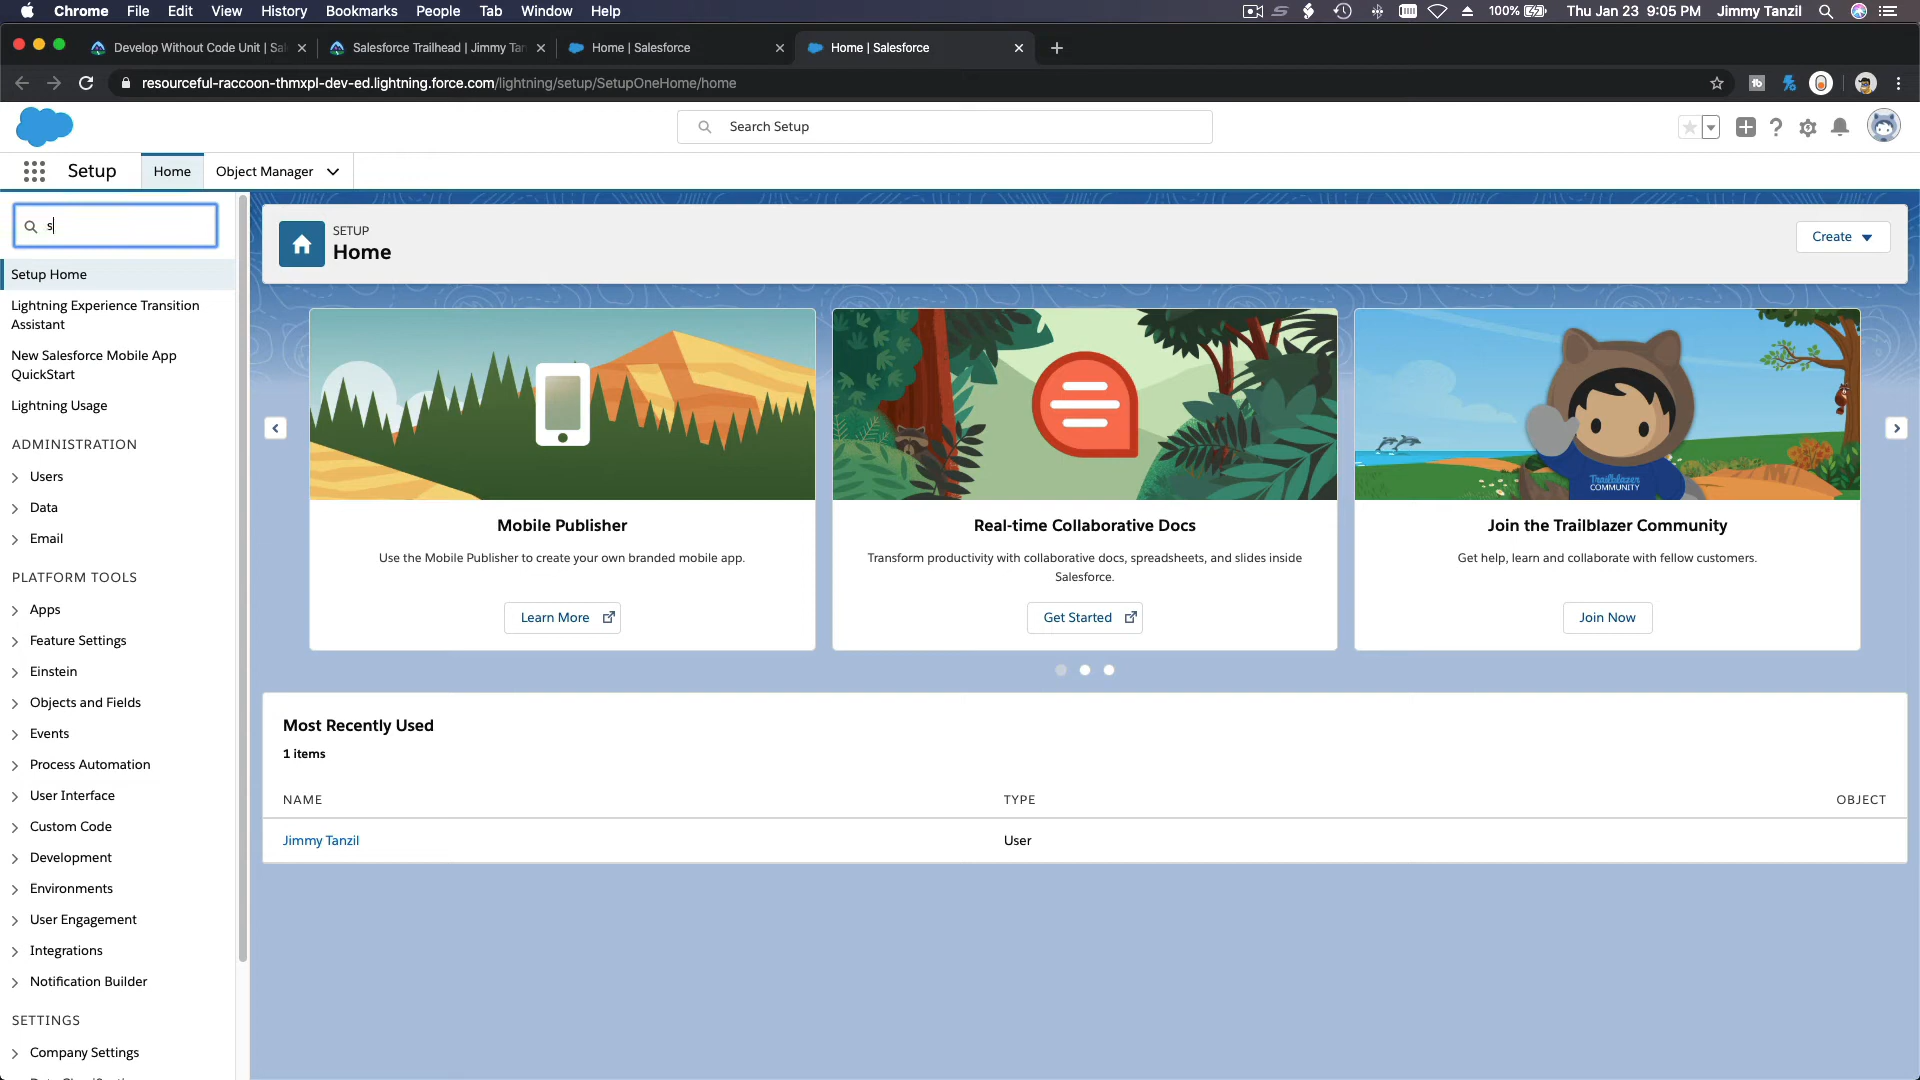 Chrome File Edit View History Bookmarks People Tab Window Help 100% Thu Jan 23 9:05 PM Jimmy Tanzil
Develop Without Code Unit | Sal
Salesforce Trailhead | Jimmy Tan
Home | Salesforce
Home | Salesforce
resourceful-raccoon-thmxpl-dev-ed.lightning.force.com/lightning/setup/SetupOneHome/home
Search Setup
Setup
Home
Object Manager
s
Setup Home
Lightning Experience Transition
Assistant
New Salesforce Mobile App
QuickStart
Lightning Usage
ADMINISTRATION
Users
Data
Email
PLATFORM TOOLS
Apps
Feature Settings
Einstein
Objects and Fields
Events
Process Automation
User Interface
Custom Code
Development
Environments
User Engagement
Integrations
Notification Builder
SETTINGS
Company Settings
SETUP
Home
Create
Mobile Publisher
Use the Mobile Publisher to create your own branded mobile app.
Learn More
Real-time Collaborative Docs
Transform productivity with collaborative docs, spreadsheets, and slides inside
Salesforce.
Get Started
Trailblazer
COMMUNITY
Join the Trailblazer Community
Get help, learn and collaborate with fellow customers.
Join Now
Most Recently Used
1 items
NAME TYPE OBJECT
Jimmy Tanzil User